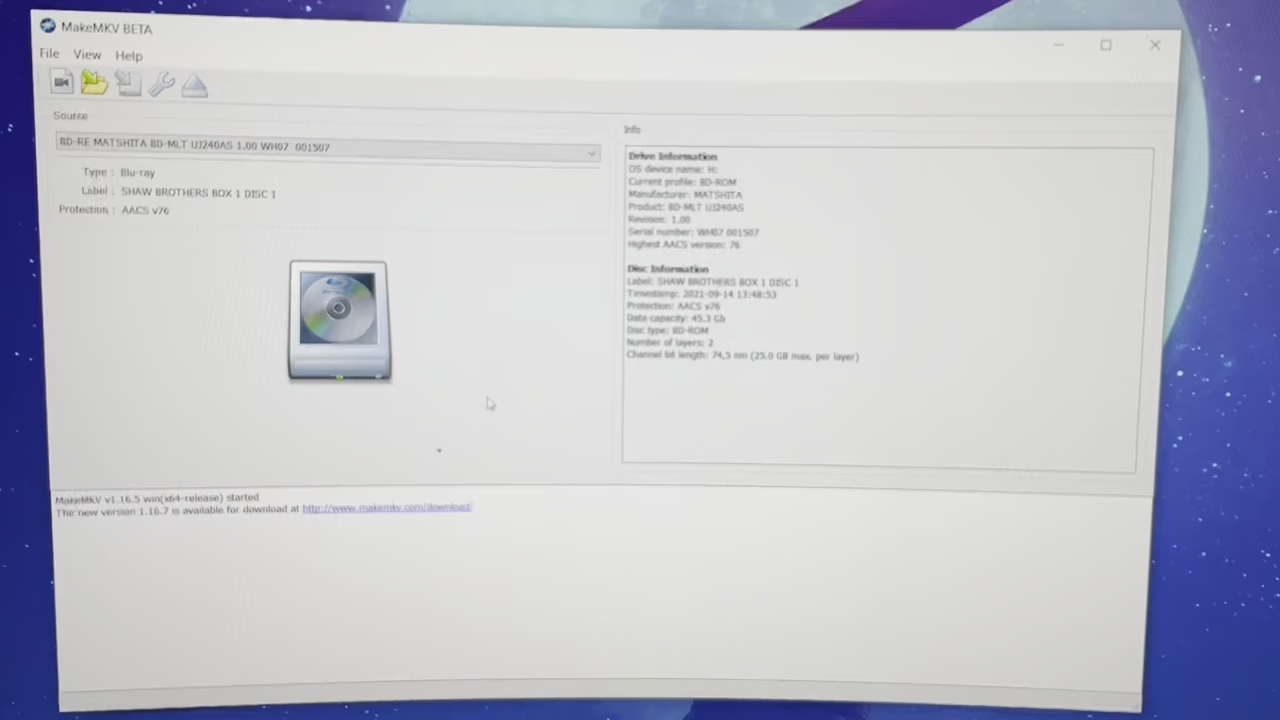 MakeMKV BETA
File View Help
Source
BD-RE MATSHITA BD-MLT UJ240AS 1.00 WH07 001507
Type : Blu-ray
Label : SHAW BROTHERS BOX 1 DISC 1
Protection : AACS v76
Info
Drive Information
OS device name: H:
Current profile: BD-ROM
Manufacturer: MATSHITA
Product: BD-MLT UJ240AS
Revision: 1.00
Serial number: WH07 001507
Highest AACS version: 76
Disc Information
Label: SHAW BROTHERS BOX 1 DISC 1
Timestamp: 2021-09-14 13:48:53
Protection: AACS v76
Data capacity: 45.3 Gb
Disc type: BD-ROM
Number of layers: 2
Channel bit length: 74,5 nm (25.0 GB max. per layer)
MakeMKV v1.16.5 win(x64-release) started
The new version 1.16.7 is available for download at http://www.makemkv.com/download/